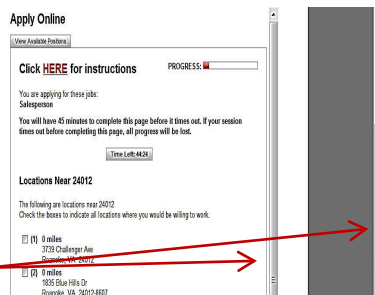 Apply Online
View Available Positions
Click HERE for instructions
PROGRESS:
You are applying for these jobs:
Salesperson
You will have 45 minutes to complete this page before it times out. If your session
times out before completing this page, all progress will be lost.
Time Left: 44:24
Locations Near 24012
The following are locations near 24012
Check the boxes to indicate all locations where you would be willing to work.
(1) 0 miles
3739 Challenger Ave
Roanoke, VA 24012
(2) 0 miles
1835 Blue Hills Dr
Roanoke, VA 24012-8607